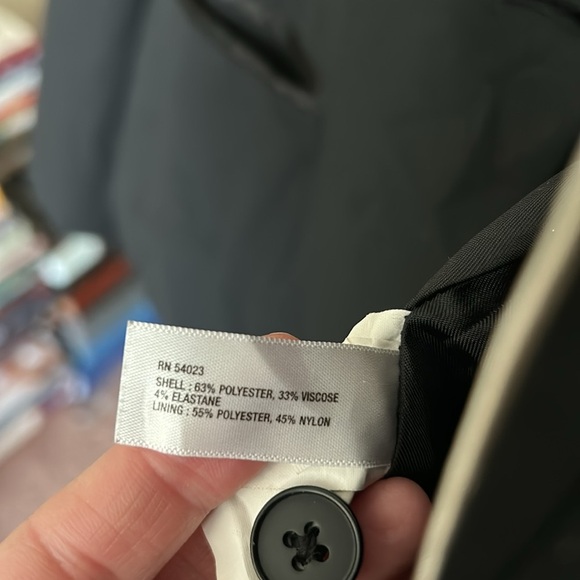 RN 54023
SHELL : 63% POLYESTER, 33% VISCOSE
4% ELASTANE
LINING : 55% POLYESTER, 45% NYLON